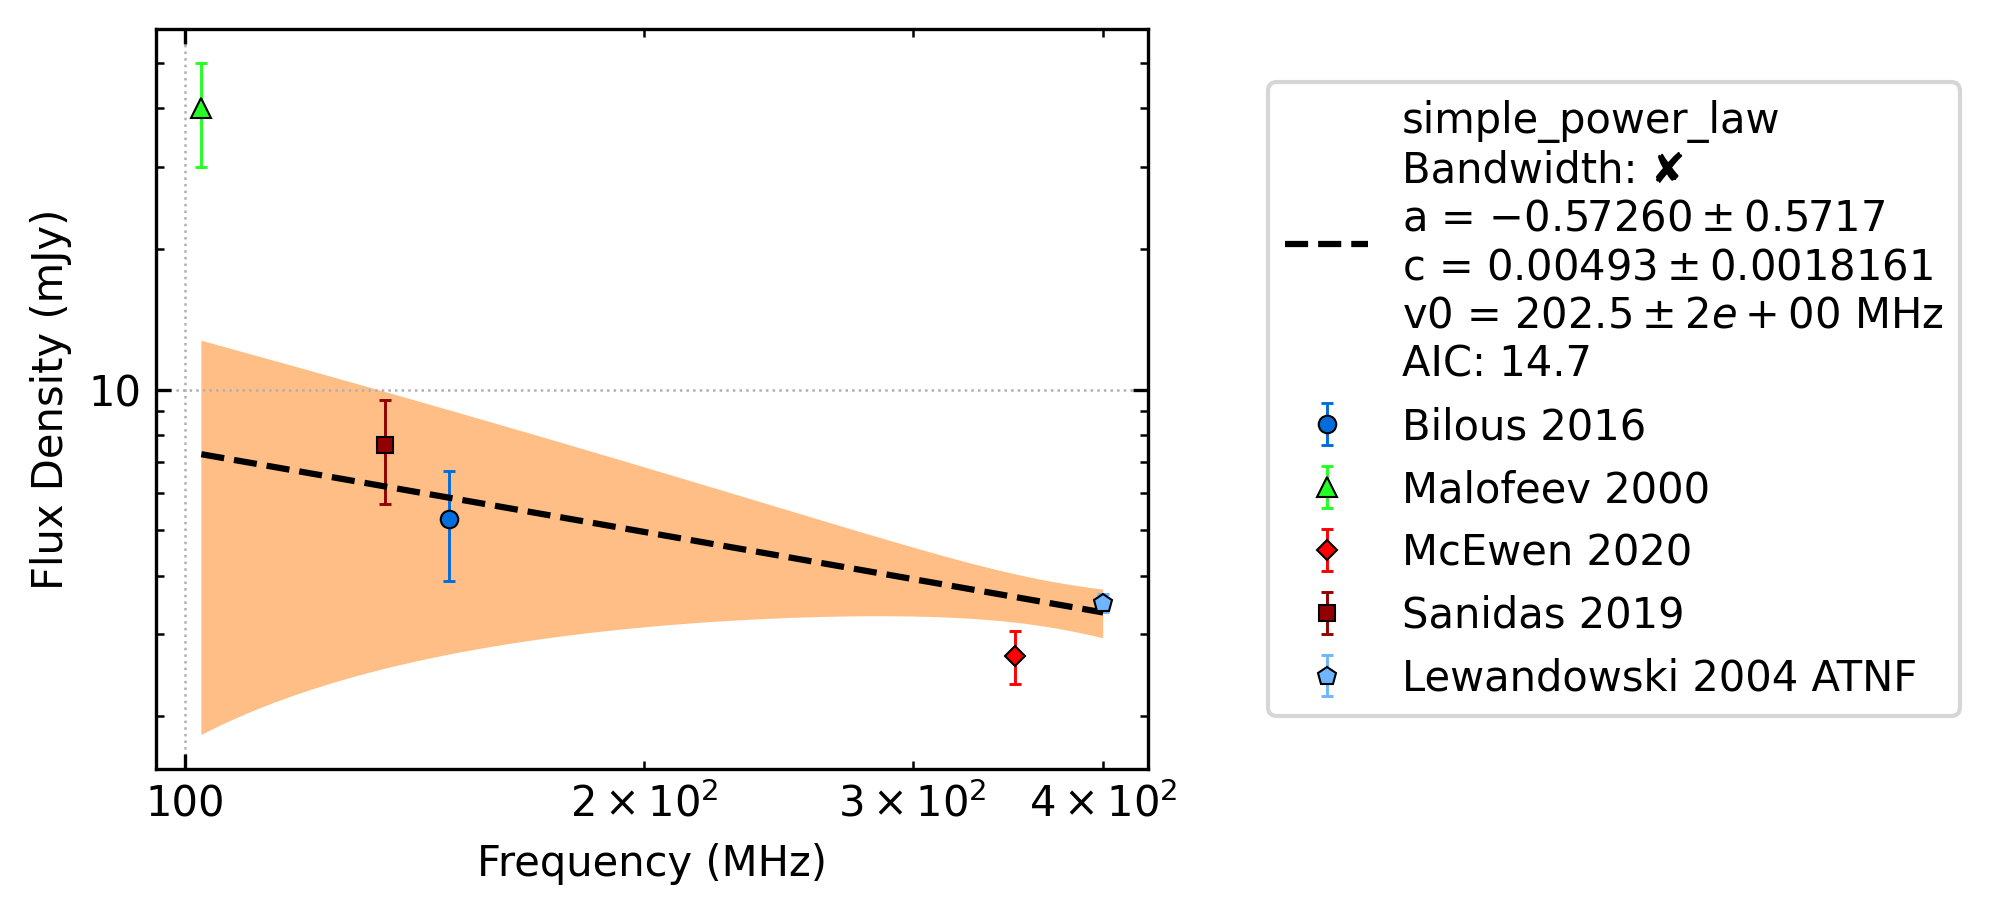 Flux Density (mJy)
10
100
2 × 10²
3 × 10²
4 × 10²
Frequency (MHz)
simple_power_law
Bandwidth: ✘
a = −0.57260 ± 0.5717
c = 0.00493 ± 0.0018161
v0 = 202.5 ± 2e + 00 MHz
AIC: 14.7
Bilous 2016
Malofeev 2000
McEwen 2020
Sanidas 2019
Lewandowski 2004 ATNF